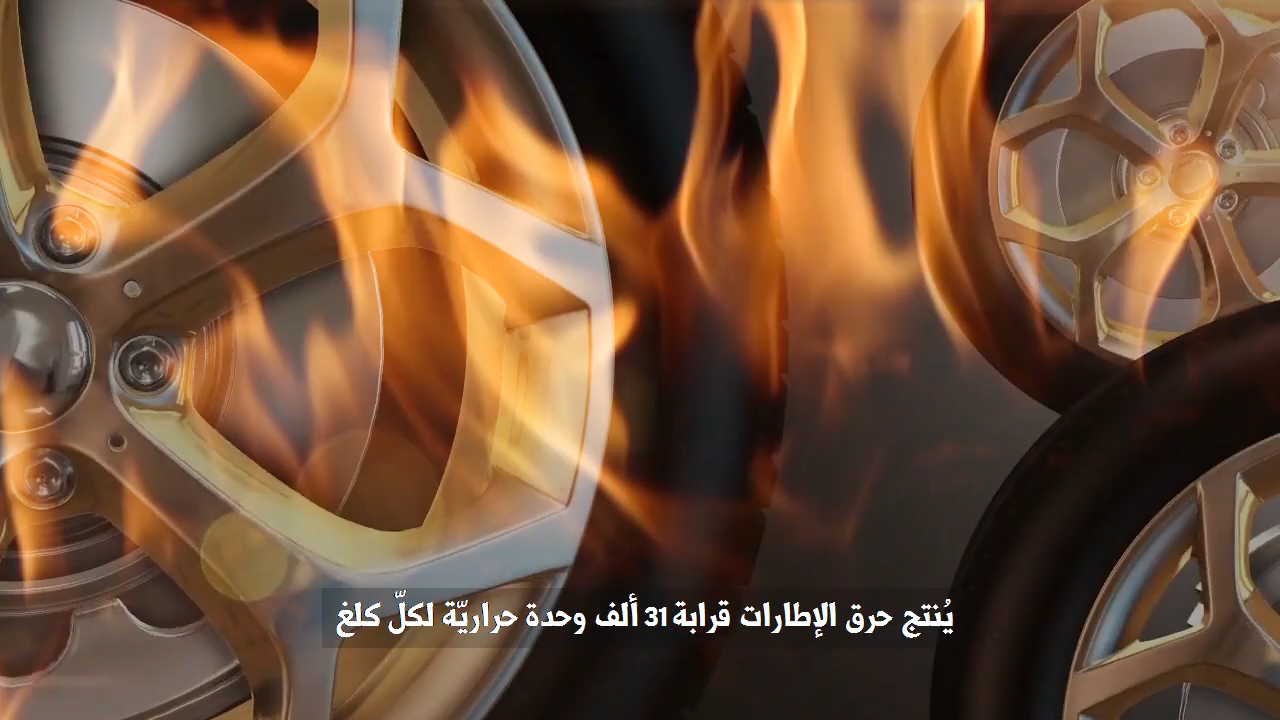 يُنتج حرق الإطارات قرابة 31 ألف وحدة حراريّة لكلّ كلغ